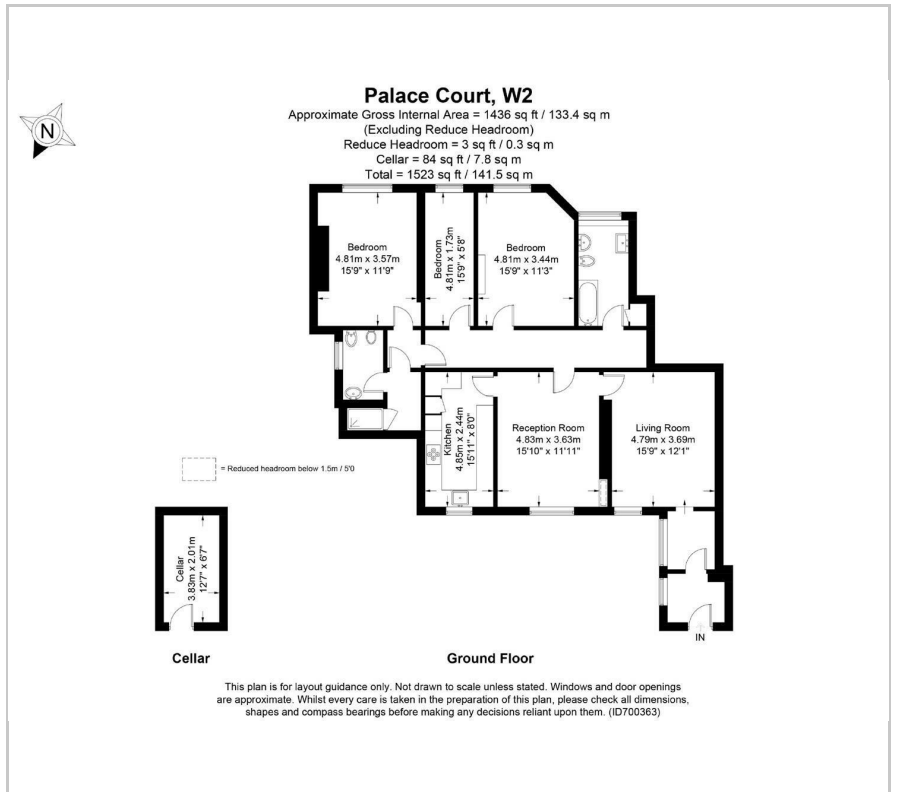 Palace Court, W2
Approximate Gross Internal Area = 1436 sq ft / 133.4 sq m
(Excluding Reduce Headroom)
Reduce Headroom = 3 sq ft / 0.3 sq m
Cellar = 84 sq ft / 7.8 sq m
Total = 1523 sq ft / 141.5 sq m
N
Bedroom
4.81m x 3.57m
15'9" x 11'9"
Bedroom
4.81m x 1.73m
15'9" x 5'8"
Bedroom
4.81m x 3.44m
15'9" x 11'3"
Kitchen
4.85m x 2.44m
15'11" x 8'0"
Reception Room
4.83m x 3.63m
15'10" x 11'11"
Living Room
4.79m x 3.69m
15'9" x 12'1"
= Reduced headroom below 1.5m / 5'0
Cellar
3.83m x 2.01m
12'7" x 6'7"
IN
Cellar
Ground Floor
This plan is for layout guidance only. Not drawn to scale unless stated. Windows and door openings
are approximate. Whilst every care is taken in the preparation of this plan, please check all dimensions,
shapes and compass bearings before making any decisions reliant upon them. (ID700363)